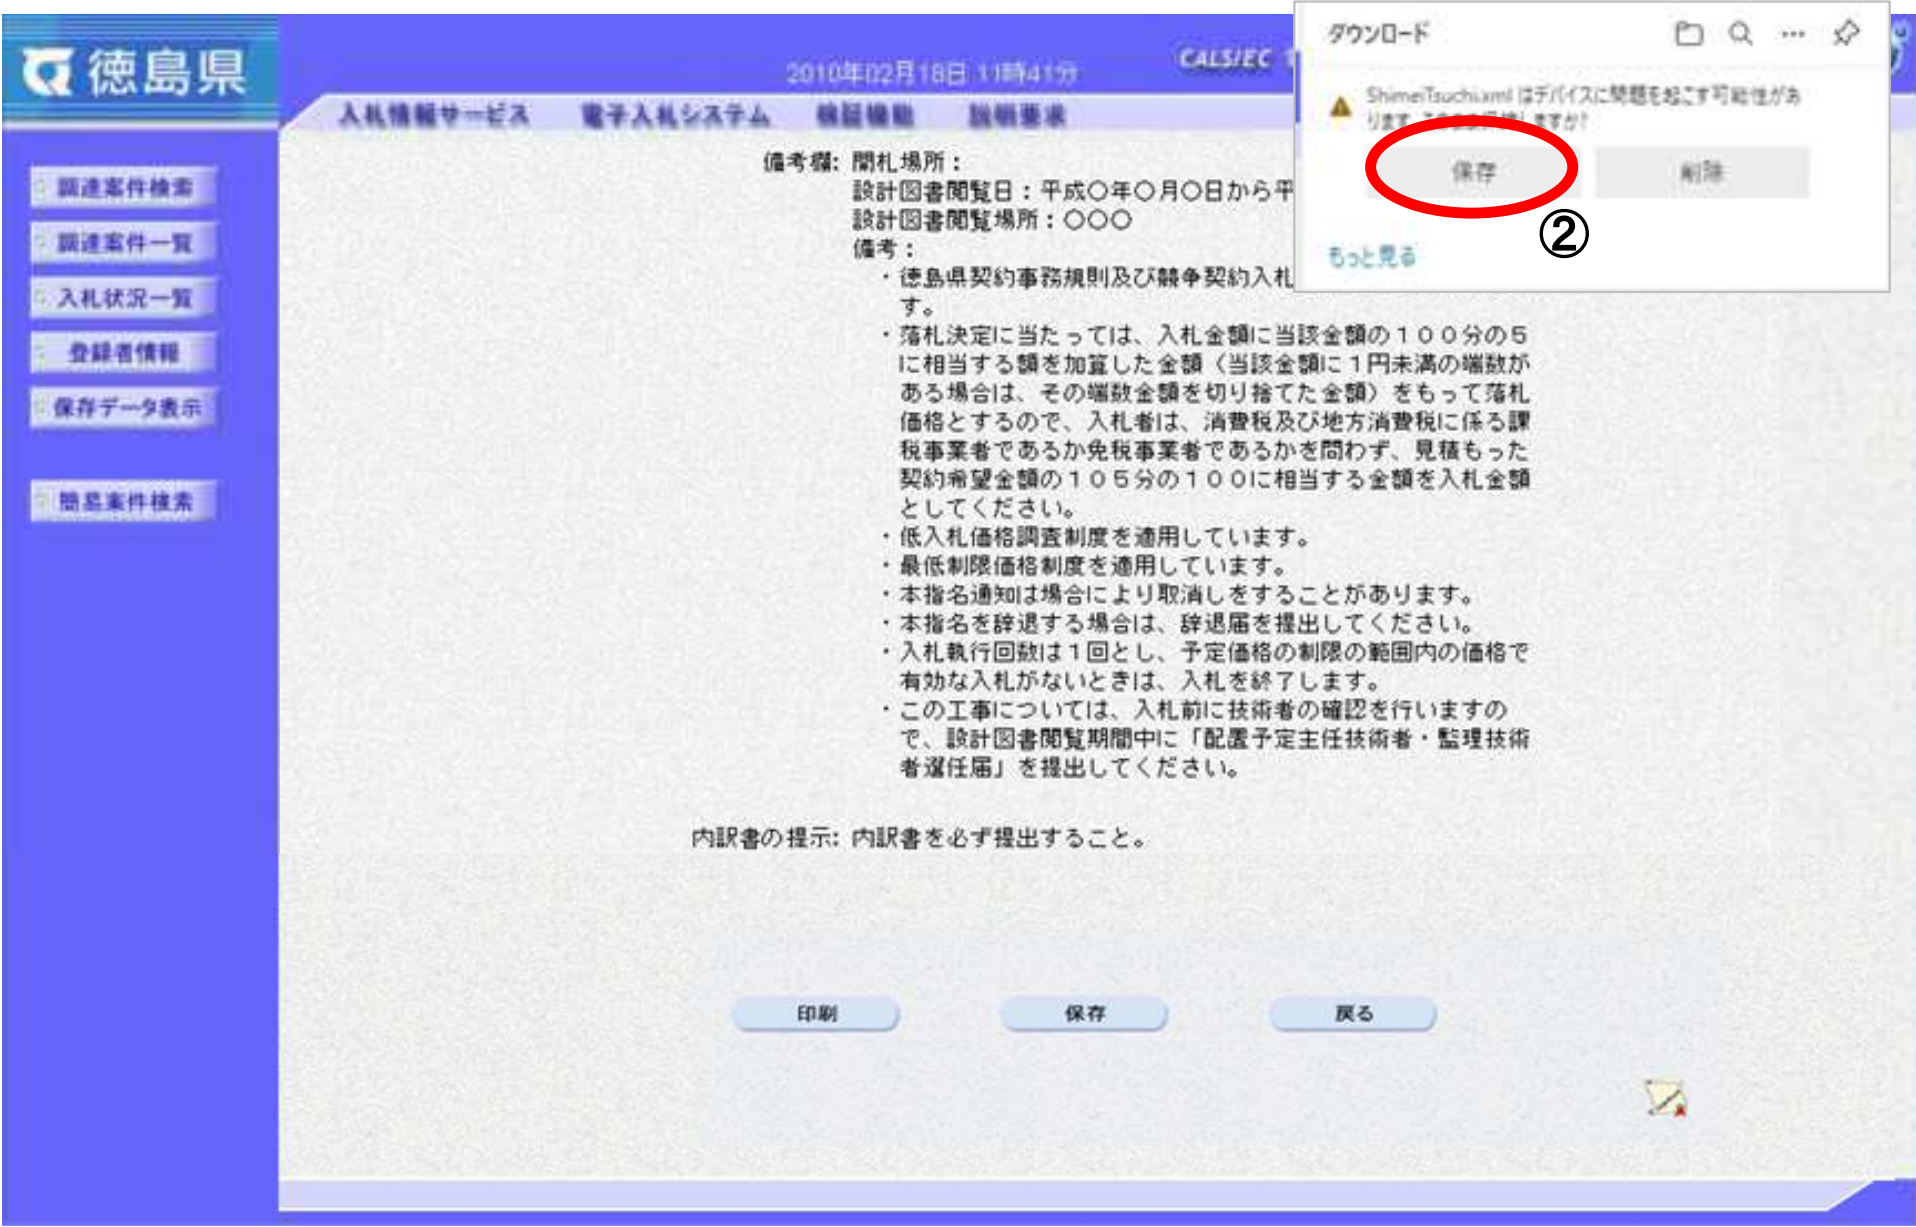 徳島県
2010年02月18日 11時41分
CALS/EC
入札情報サービス 電子入札システム 検証機能 説明要求
ダウンロード
ShimeiTsuchi.xml はデバイスに問題を起こす可能性があ
ります。
保存 削除
②
もっと見る
調達案件検索
調達案件一覧
入札状況一覧
登録者情報
保存データ表示
簡易案件検索
備考欄: 開札場所：
設計図書閲覧日：平成○年○月○日から平
設計図書閲覧場所：○○○
備考：
・徳島県契約事務規則及び競争契約入札
す。
・落札決定に当たっては、入札金額に当該金額の１００分の５
に相当する額を加算した金額（当該金額に１円未満の端数が
ある場合は、その端数金額を切り捨てた金額）をもって落札
価格とするので、入札者は、消費税及び地方消費税に係る課
税事業者であるか免税事業者であるかを問わず、見積もった
契約希望金額の１０５分の１００に相当する金額を入札金額
としてください。
・低入札価格調査制度を適用しています。
・最低制限価格制度を適用しています。
・本指名通知は場合により取消しをすることがあります。
・本指名を辞退する場合は、辞退届を提出してください。
・入札執行回数は１回とし、予定価格の制限の範囲内の価格で
有効な入札がないときは、入札を終了します。
・この工事については、入札前に技術者の確認を行いますの
で、設計図書閲覧期間中に「配置予定主任技術者・監理技術
者選任届」を提出してください。
内訳書の提示: 内訳書を必ず提出すること。
印刷 保存 戻る